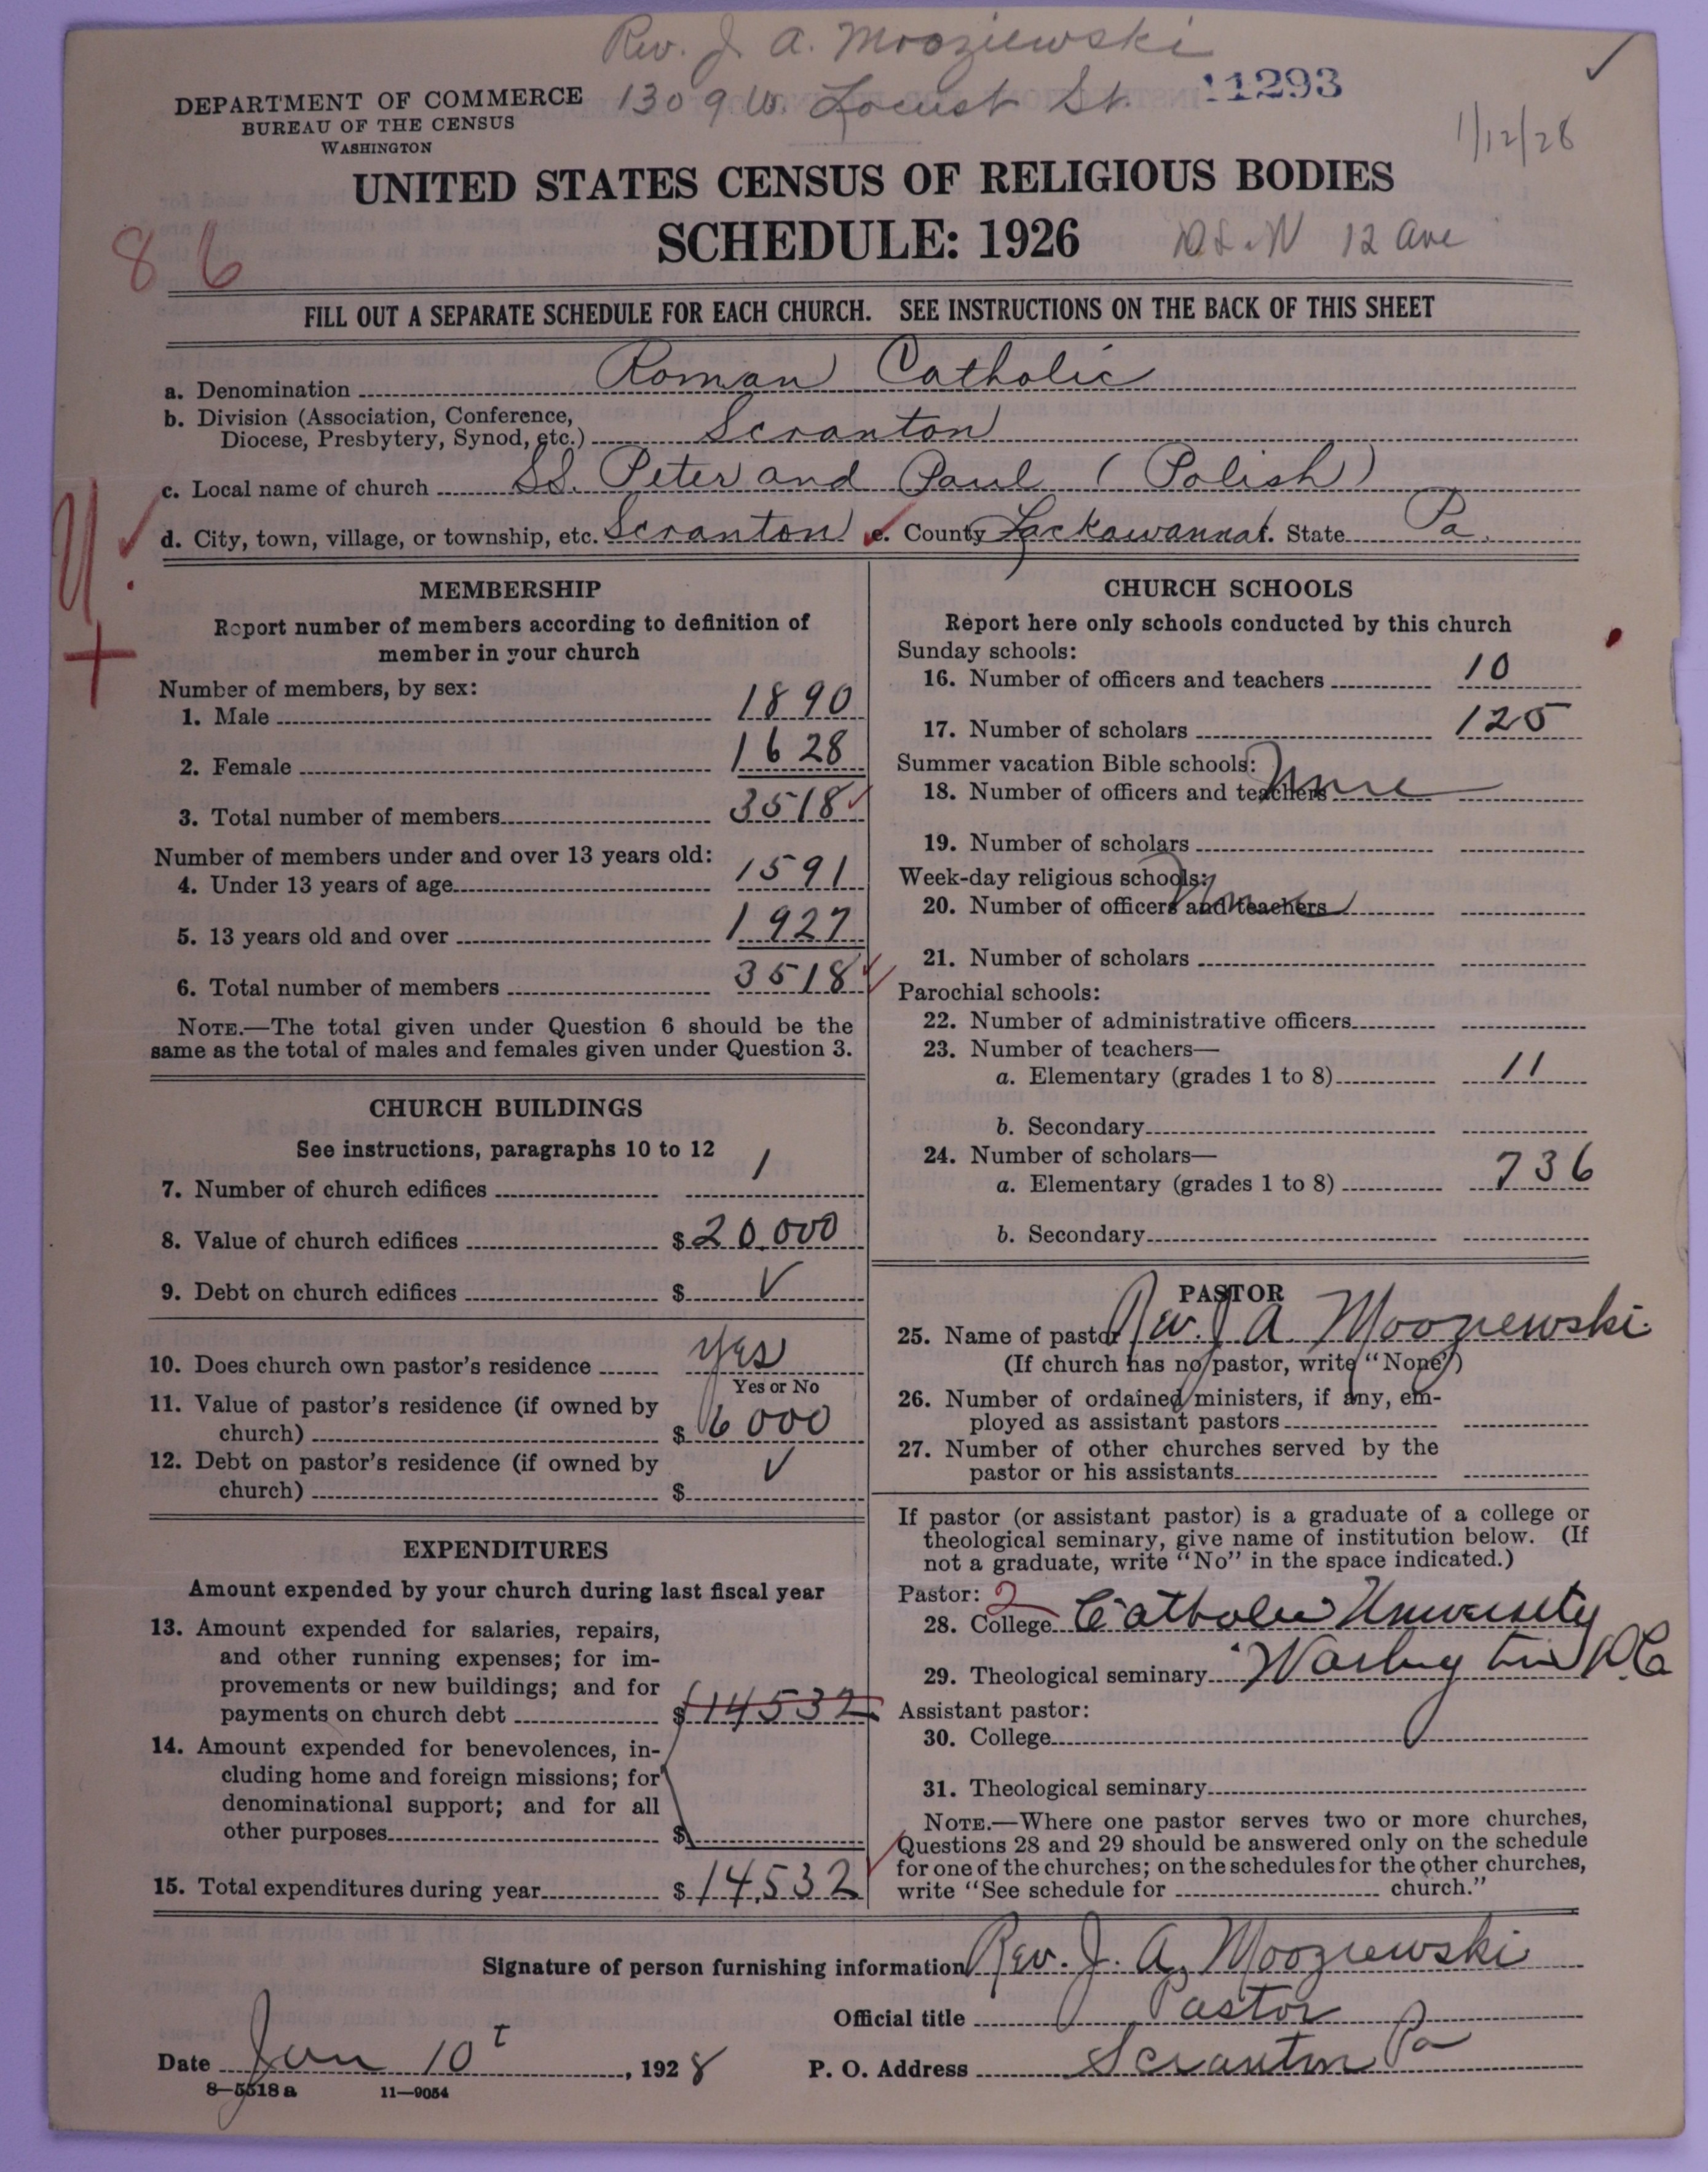 Rev. J. A. Moozïewski
1309 W. Locust St. 11293
DEPARTMENT OF COMMERCE
BUREAU OF THE CENSUS
WASHINGTON
1/12/28
UNITED STATES CENSUS OF RELIGIOUS BODIES
SCHEDULE: 1926
12 Ave
86
FILL OUT A SEPARATE SCHEDULE FOR EACH CHURCH. SEE INSTRUCTIONS ON THE BACK OF THIS SHEET
a. Denomination Roman Catholic
b. Division (Association, Conference,
Diocese, Presbytery, Synod, etc.) Scranton
c. Local name of church SS. Peter and Paul (Polish)
d. City, town, village, or township, etc. Scranton e. County Lackawanna f. State Pa.
MEMBERSHIP
Report number of members according to definition of
member in your church
Number of members, by sex:
1. Male 1890
2. Female 1628
3. Total number of members 3518
Number of members under and over 13 years old:
4. Under 13 years of age 1591
5. 13 years old and over 1927
6. Total number of members 3518
NOTE.—The total given under Question 6 should be the
same as the total of males and females given under Question 3.
CHURCH BUILDINGS
See instructions, paragraphs 10 to 12
7. Number of church edifices 1
8. Value of church edifices $ 20,000
9. Debt on church edifices $ ✓
10. Does church own pastor's residence yes
Yes or No
11. Value of pastor's residence (if owned by
church) $ 6000
12. Debt on pastor's residence (if owned by
church) $ ✓
EXPENDITURES
Amount expended by your church during last fiscal year
13. Amount expended for salaries, repairs,
and other running expenses; for im-
provements or new buildings; and for
payments on church debt $ 14532
14. Amount expended for benevolences, in-
cluding home and foreign missions; for
denominational support; and for all
other purposes $
15. Total expenditures during year $ 14,532
CHURCH SCHOOLS
Report here only schools conducted by this church
Sunday schools:
16. Number of officers and teachers 10
17. Number of scholars 125
Summer vacation Bible schools:
18. Number of officers and teachers None
19. Number of scholars
Week-day religious schools:
20. Number of officers and teachers None
21. Number of scholars
Parochial schools:
22. Number of administrative officers
23. Number of teachers—
a. Elementary (grades 1 to 8) 11
b. Secondary
24. Number of scholars—
a. Elementary (grades 1 to 8) 736
b. Secondary
PASTOR
25. Name of pastor Rev. J. A. Moozïewski
(If church has no pastor, write "None")
26. Number of ordained ministers, if any, em-
ployed as assistant pastors
27. Number of other churches served by the
pastor or his assistants
If pastor (or assistant pastor) is a graduate of a college or
theological seminary, give name of institution below. (If
not a graduate, write "No" in the space indicated.)
Pastor: 2
28. College Catholic University
29. Theological seminary Washington DC
Assistant pastor:
30. College
31. Theological seminary
NOTE.—Where one pastor serves two or more churches,
Questions 28 and 29 should be answered only on the schedule
for one of the churches; on the schedules for the other churches,
write "See schedule for church."
Signature of person furnishing information Rev. J. A. Moozïewski
Official title Pastor
Date Jan 10 t, 1928 P. O. Address Scranton Pa
8—5518 a 11—9054